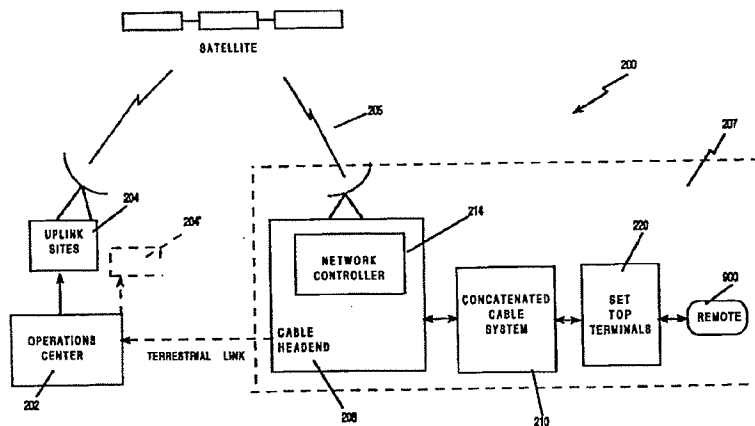 SATELLITE
200
205
207
204
UPLINK
SITES
204'
214
NETWORK
CONTROLLER
220
900
CONCATENATED
CABLE
SYSTEM
SET
TOP
TERMINALS
REMOTE
OPERATIONS
CENTER
CABLE
HEADEND
TERRESTRIAL LINK
202
208
210